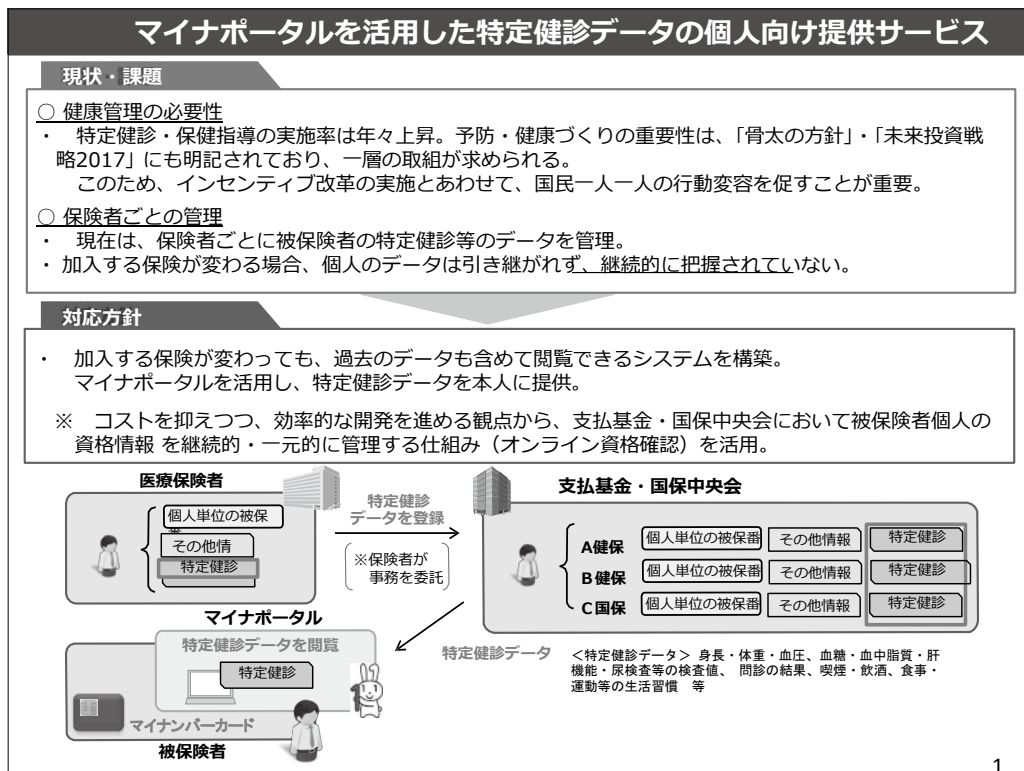 マイナポータルを活用した特定健診データの個人向け提供サービス
現状・課題
○ 健康管理の必要性
・ 特定健診・保健指導の実施率は年々上昇。予防・健康づくりの重要性は、「骨太の方針」・「未来投資戦
略2017」にも明記されており、一層の取組が求められる。
このため、インセンティブ改革の実施とあわせて、国民一人一人の行動変容を促すことが重要。
○ 保険者ごとの管理
・ 現在は、保険者ごとに被保険者の特定健診等のデータを管理。
・加入する保険が変わる場合、個人のデータは引き継がれず、継続的に把握されていない。
対応方針
・ 加入する保険が変わっても、過去のデータも含めて閲覧できるシステムを構築。
マイナポータルを活用し、特定健診データを本人に提供。
※ コストを抑えつつ、効率的な開発を進める観点から、支払基金・国保中央会において被保険者個人の
資格情報 を継続的・一元的に管理する仕組み（オンライン資格確認）を活用。
医療保険者
個人単位の被保
その他情
特定健診
特定健診
データを登録
※保険者が
事務を委託
支払基金・国保中央会
A健保 個人単位の被保番 その他情報 特定健診
B健保 個人単位の被保番 その他情報 特定健診
C国保 個人単位の被保番 その他情報 特定健診
マイナポータル
特定健診データを閲覧
特定健診
マイナンバーカード
被保険者
特定健診データ
＜特定健診データ＞ 身長・体重・血圧、血糖・血中脂質・肝
機能・尿検査等の検査値、 問診の結果、喫煙・飲酒、食事・
運動等の生活習慣 等
1